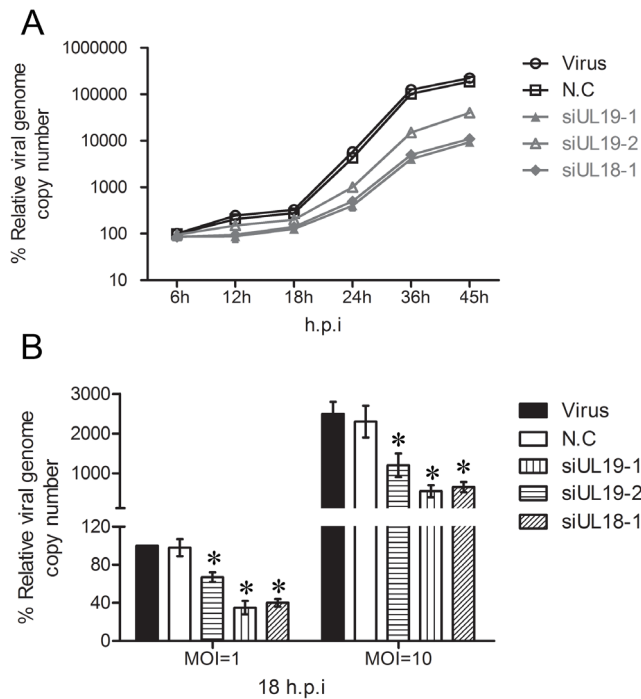 A
% Relative viral genome
copy number
1000000
100000
10000
1000
100
10
6h 12h 18h 24h 36h 45h
h.p.i
Virus
N.C
siUL19-1
siUL19-2
siUL18-1
B
% Relative viral genome
copy number
3000
2000
1000
120
80
40
0
* * *
* * *
MOI=1 MOI=10
18 h.p.i
Virus
N.C
siUL19-1
siUL19-2
siUL18-1